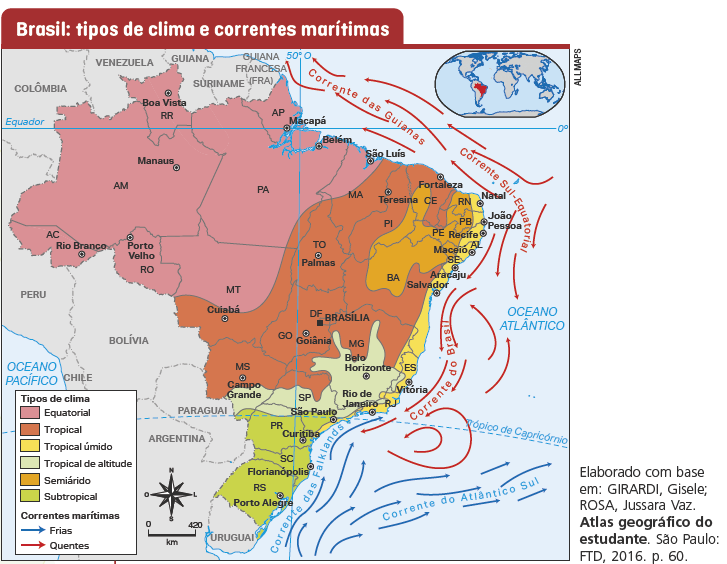 Brasil: tipos de clima e correntes marítimas
50° O
VENEZUELA
GUIANA
GUIANA
FRANCESA
(FRA)
SURINAME
COLÔMBIA
Corrente das Guianas
ALLMAPS
Boa Vista
RR
AP
Macapá
Equador
0°
Belém
São Luís
Corrente Sul-Equatorial
Manaus
AM
PA
MA
Teresina
Fortaleza
CE
RN
Natal
PB
João
Pessoa
PI
PE
Recife
AC
Rio Branco
Porto
Velho
RO
TO
Palmas
Maceió
AL
SE
Aracaju
BA
Salvador
MT
PERU
Cuiabá
DF
BRASÍLIA
OCEANO
ATLÂNTICO
BOLÍVIA
GO
Goiânia
MG
Belo
Horizonte
Corrente do Brasil
OCEANO
PACÍFICO
CHILE
MS
Campo
Grande
ES
Vitória
SP
Rio de
Janeiro
RJ
PARAGUAI
São Paulo
Trópico de Capricórnio
PR
Curitiba
ARGENTINA
SC
Florianópolis
RS
Porto Alegre
URUGUAI
Corrente das Falklands
Corrente do Atlântico Sul
Tipos de clima
Equatorial
Tropical
Tropical úmido
Tropical de altitude
Semiárido
Subtropical
Correntes marítimas
Frias
Quentes
N
O
L
S
0
420
km
Elaborado com base
em: GIRARDI, Gisele;
ROSA, Jussara Vaz.
Atlas geográfico do
estudante. São Paulo:
FTD, 2016. p. 60.